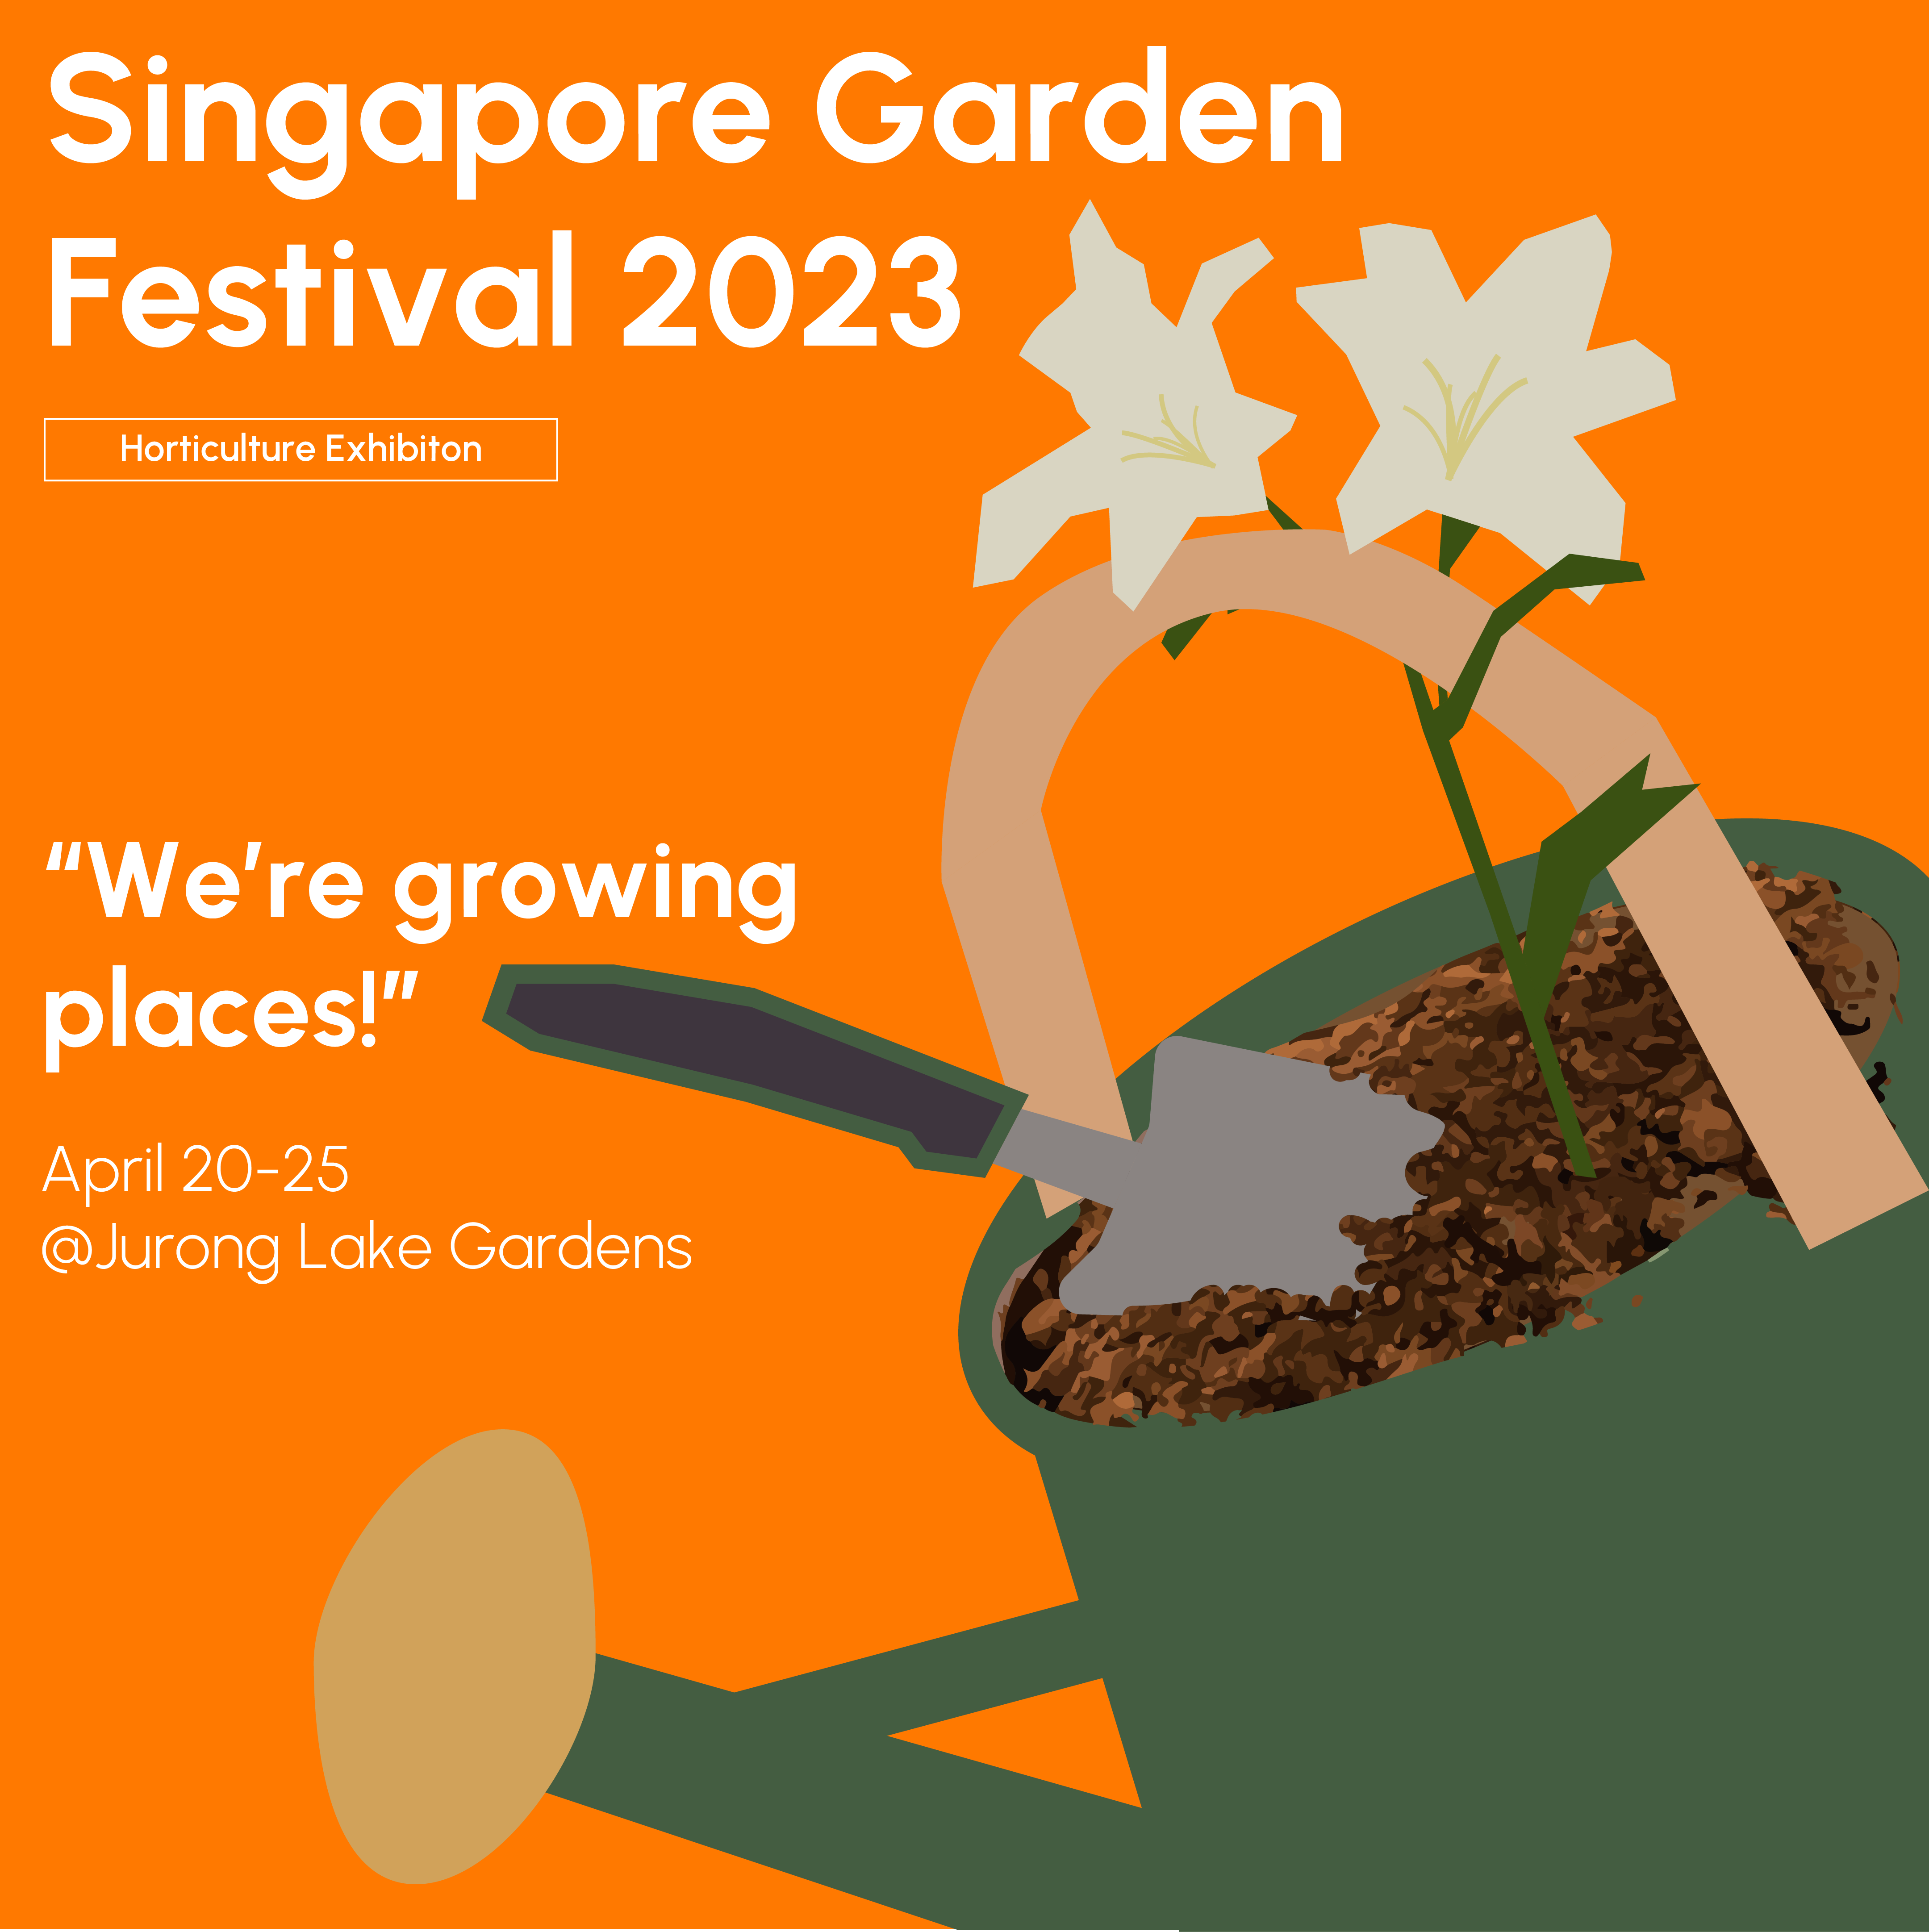 Singapore Garden
Festival 2023
Horticulture Exhibiton
“We’re growing
places!”
April 20-25
@Jurong Lake Gardens